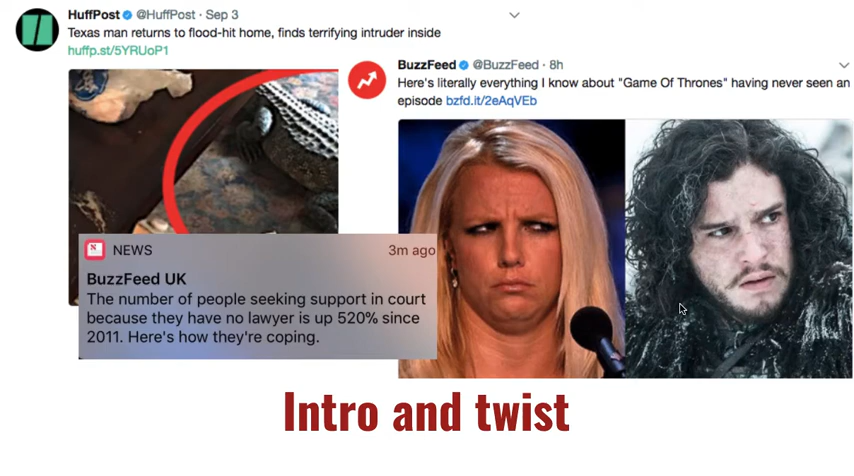 HuffPost @HuffPost · Sep 3
Texas man returns to flood-hit home, finds terrifying intruder inside
huffp.st/5YRUoP1
BuzzFeed @BuzzFeed · 8h
Here's literally everything I know about "Game Of Thrones" having never seen an
episode bzfd.it/2eAqVEb
NEWS 3m ago
BuzzFeed UK
The number of people seeking support in court
because they have no lawyer is up 520% since
2011. Here's how they're coping.
Intro and twist